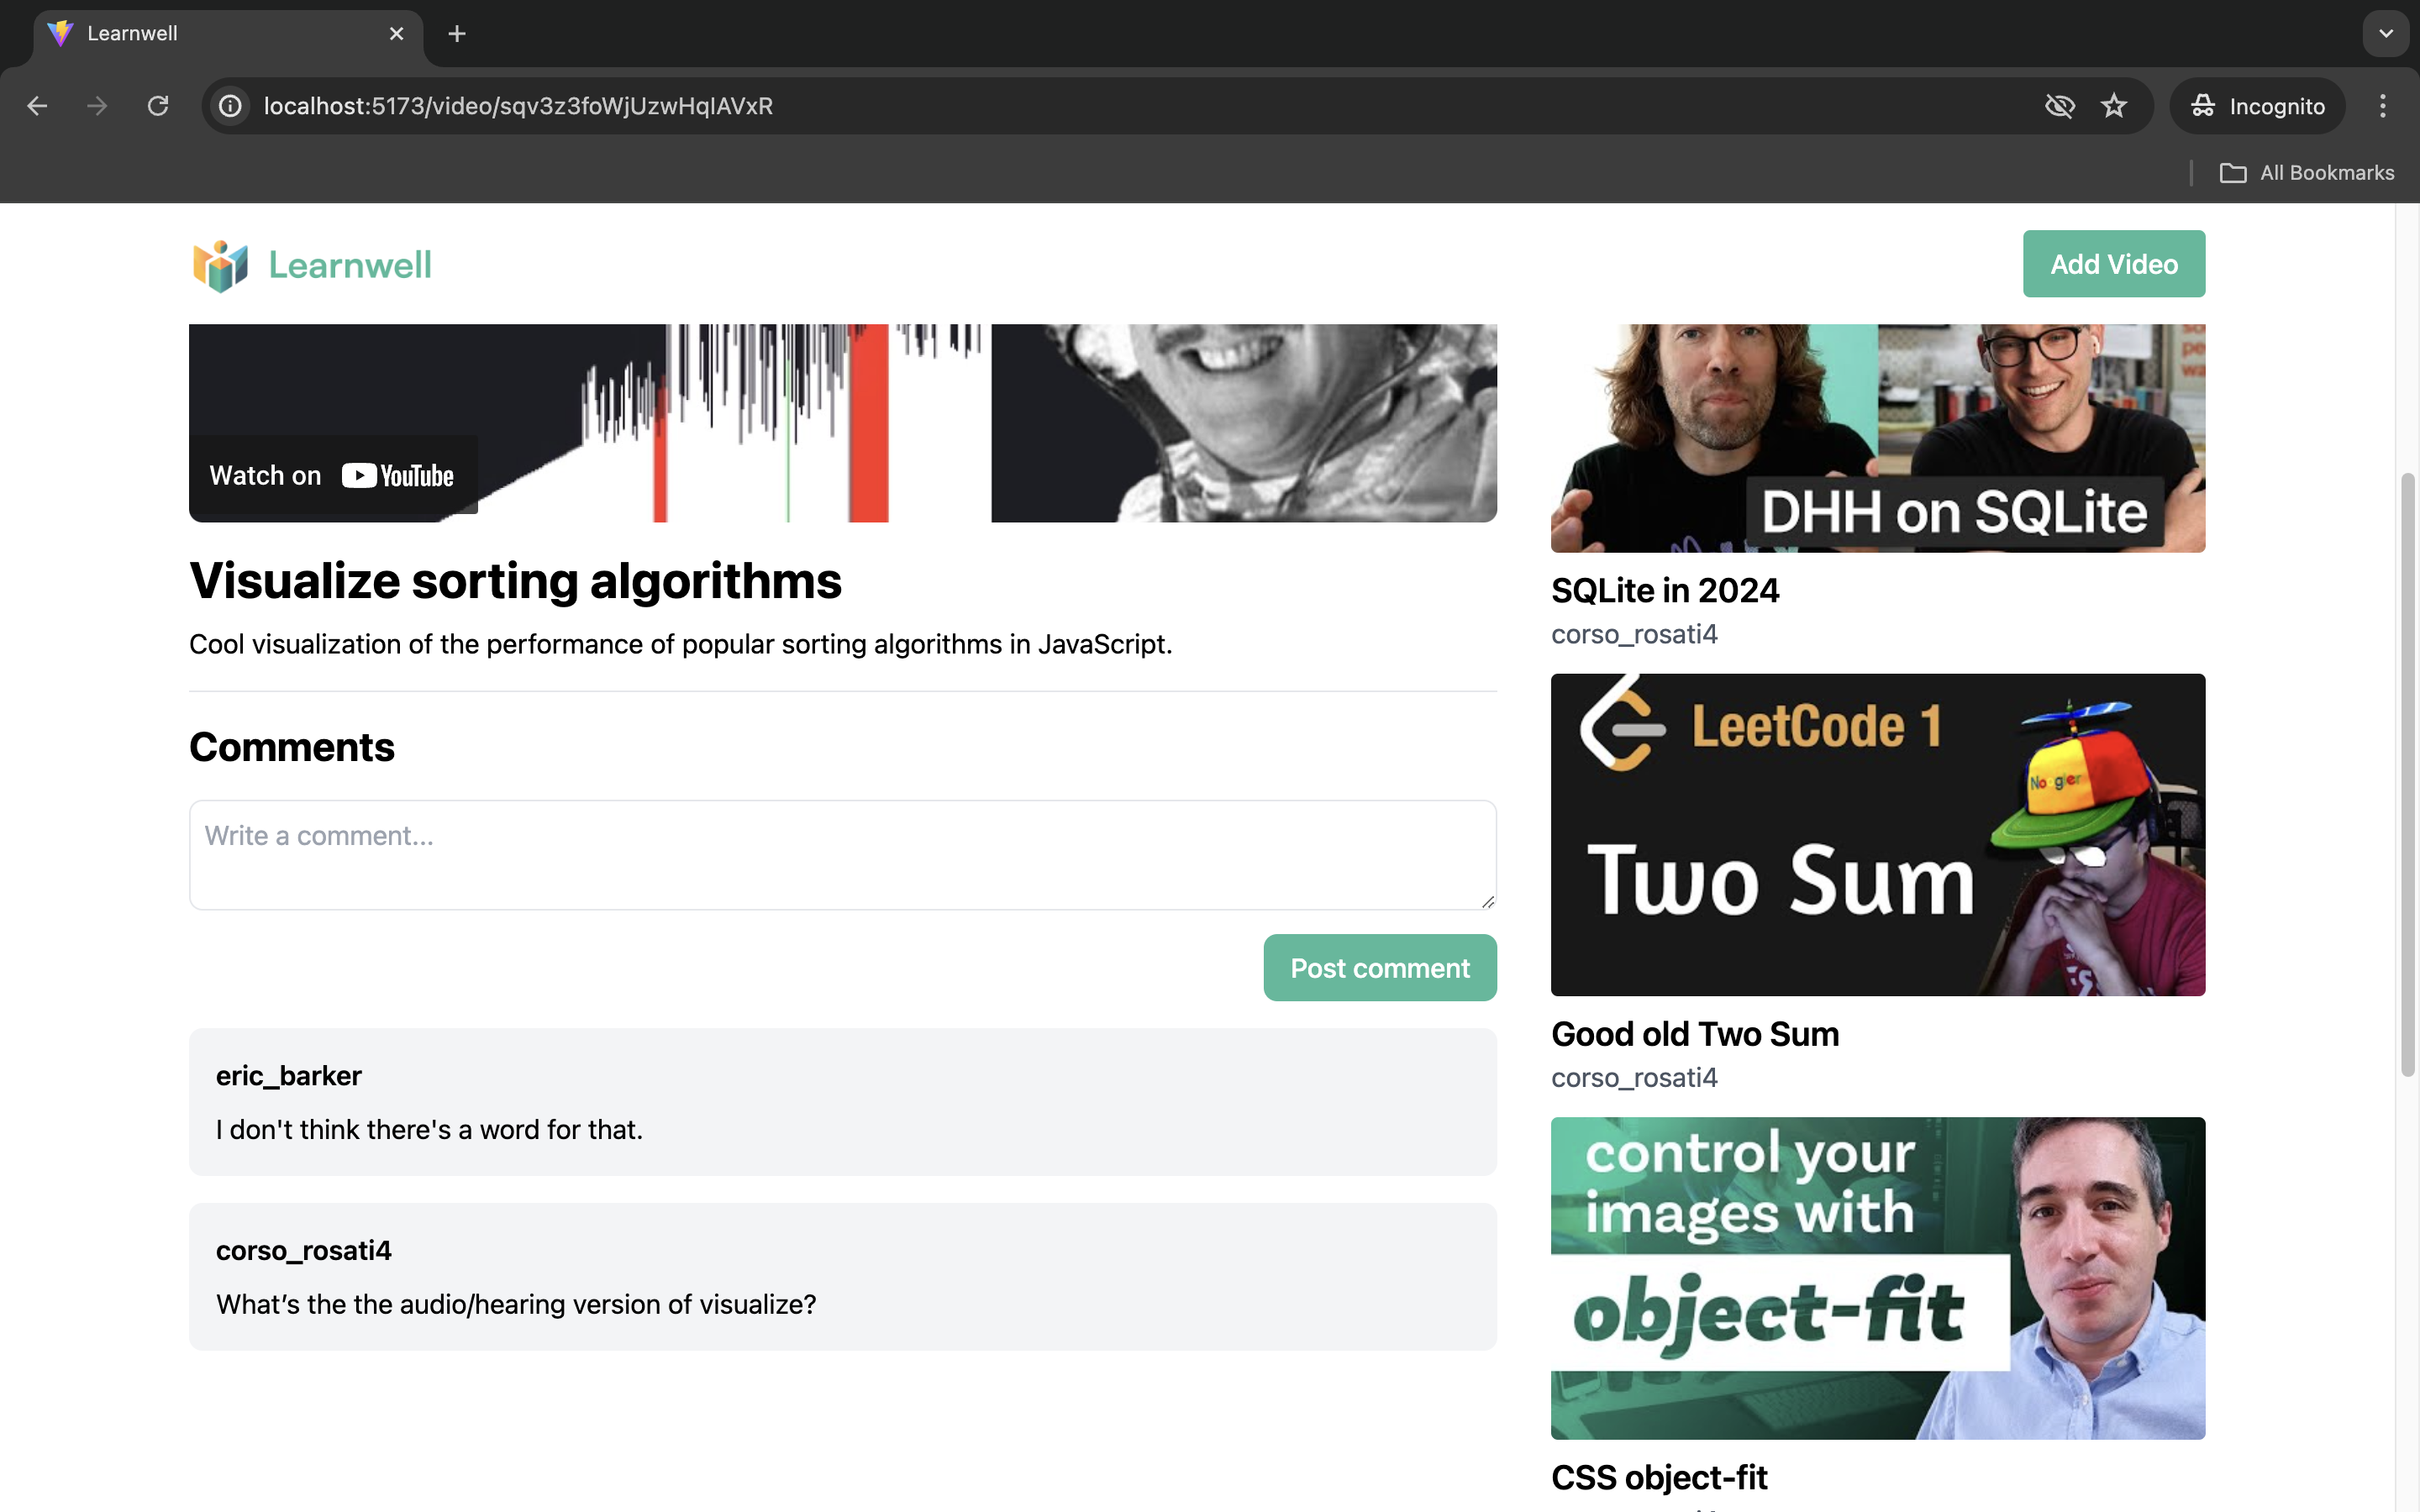 Learnwell
localhost:5173/video/sqv3z3foWjUzwHqlAVxR
Incognito
All Bookmarks
Learnwell
Add Video
Watch on YouTube
Visualize sorting algorithms
Cool visualization of the performance of popular sorting algorithms in JavaScript.
Comments
Write a comment...
Post comment
eric_barker
I don't think there's a word for that.
corso_rosati4
What’s the the audio/hearing version of visualize?
DHH on SQLite
SQLite in 2024
corso_rosati4
LeetCode 1
Noogler
Two Sum
Good old Two Sum
corso_rosati4
control your
images with
object-fit
CSS object-fit